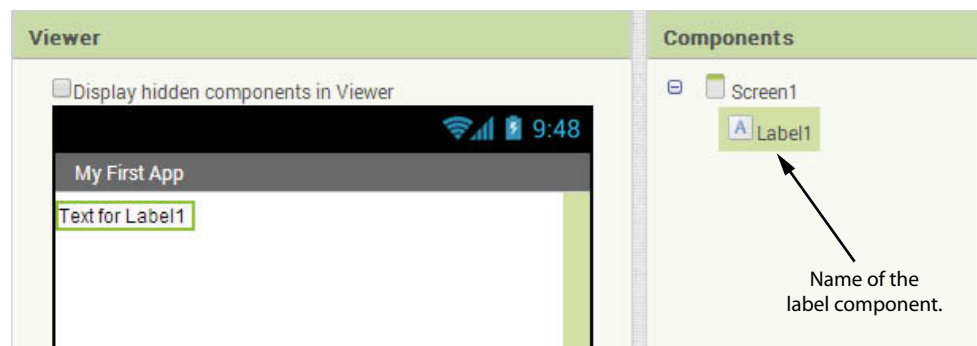 Viewer
Display hidden components in Viewer
9:48
My First App
Text for Label1
Components
Screen1
A Label1
Name of the
label component.